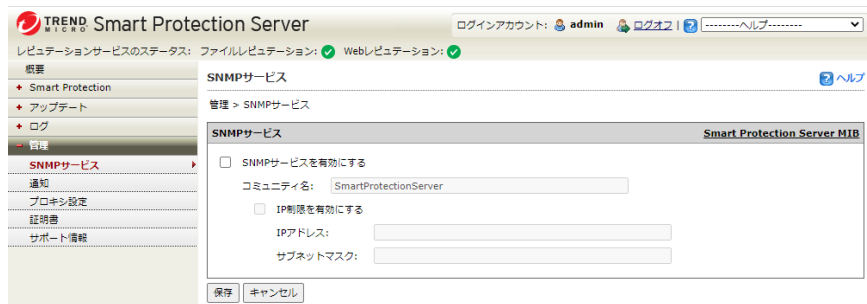 TREND MICRO Smart Protection Server ログインアカウント: admin ログオフ | --------ヘルプ--------
レピュテーションサービスのステータス: ファイルレピュテーション: Webレピュテーション:
概要
+ Smart Protection
+ アップデート
+ ログ
管理
SNMPサービス
通知
プロキシ設定
証明書
サポート情報
SNMPサービス ヘルプ
管理 > SNMPサービス
SNMPサービス Smart Protection Server MIB
SNMPサービスを有効にする
コミュニティ名: SmartProtectionServer
IP制限を有効にする
IPアドレス:
サブネットマスク:
保存 キャンセル